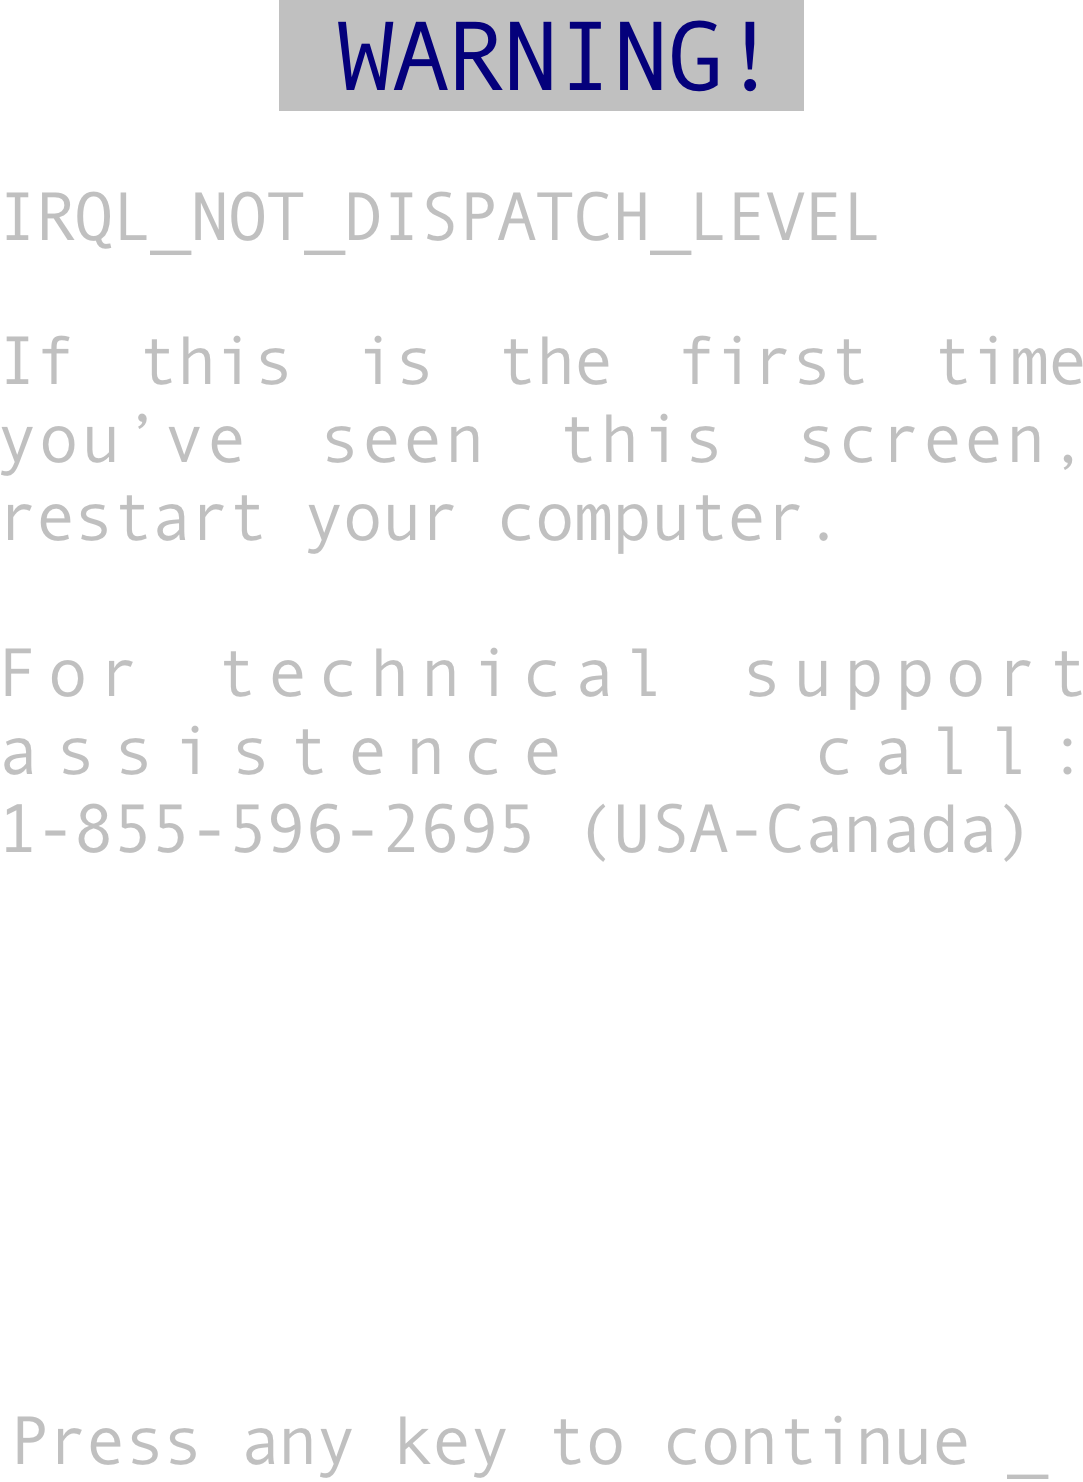 WARNING!
IRQL_NOT_DISPATCH_LEVEL
If this is the first time
you’ve seen this screen,
restart your computer.
For technical support
assistence call:
1-855-596-2695 (USA-Canada)
Press any key to continue _